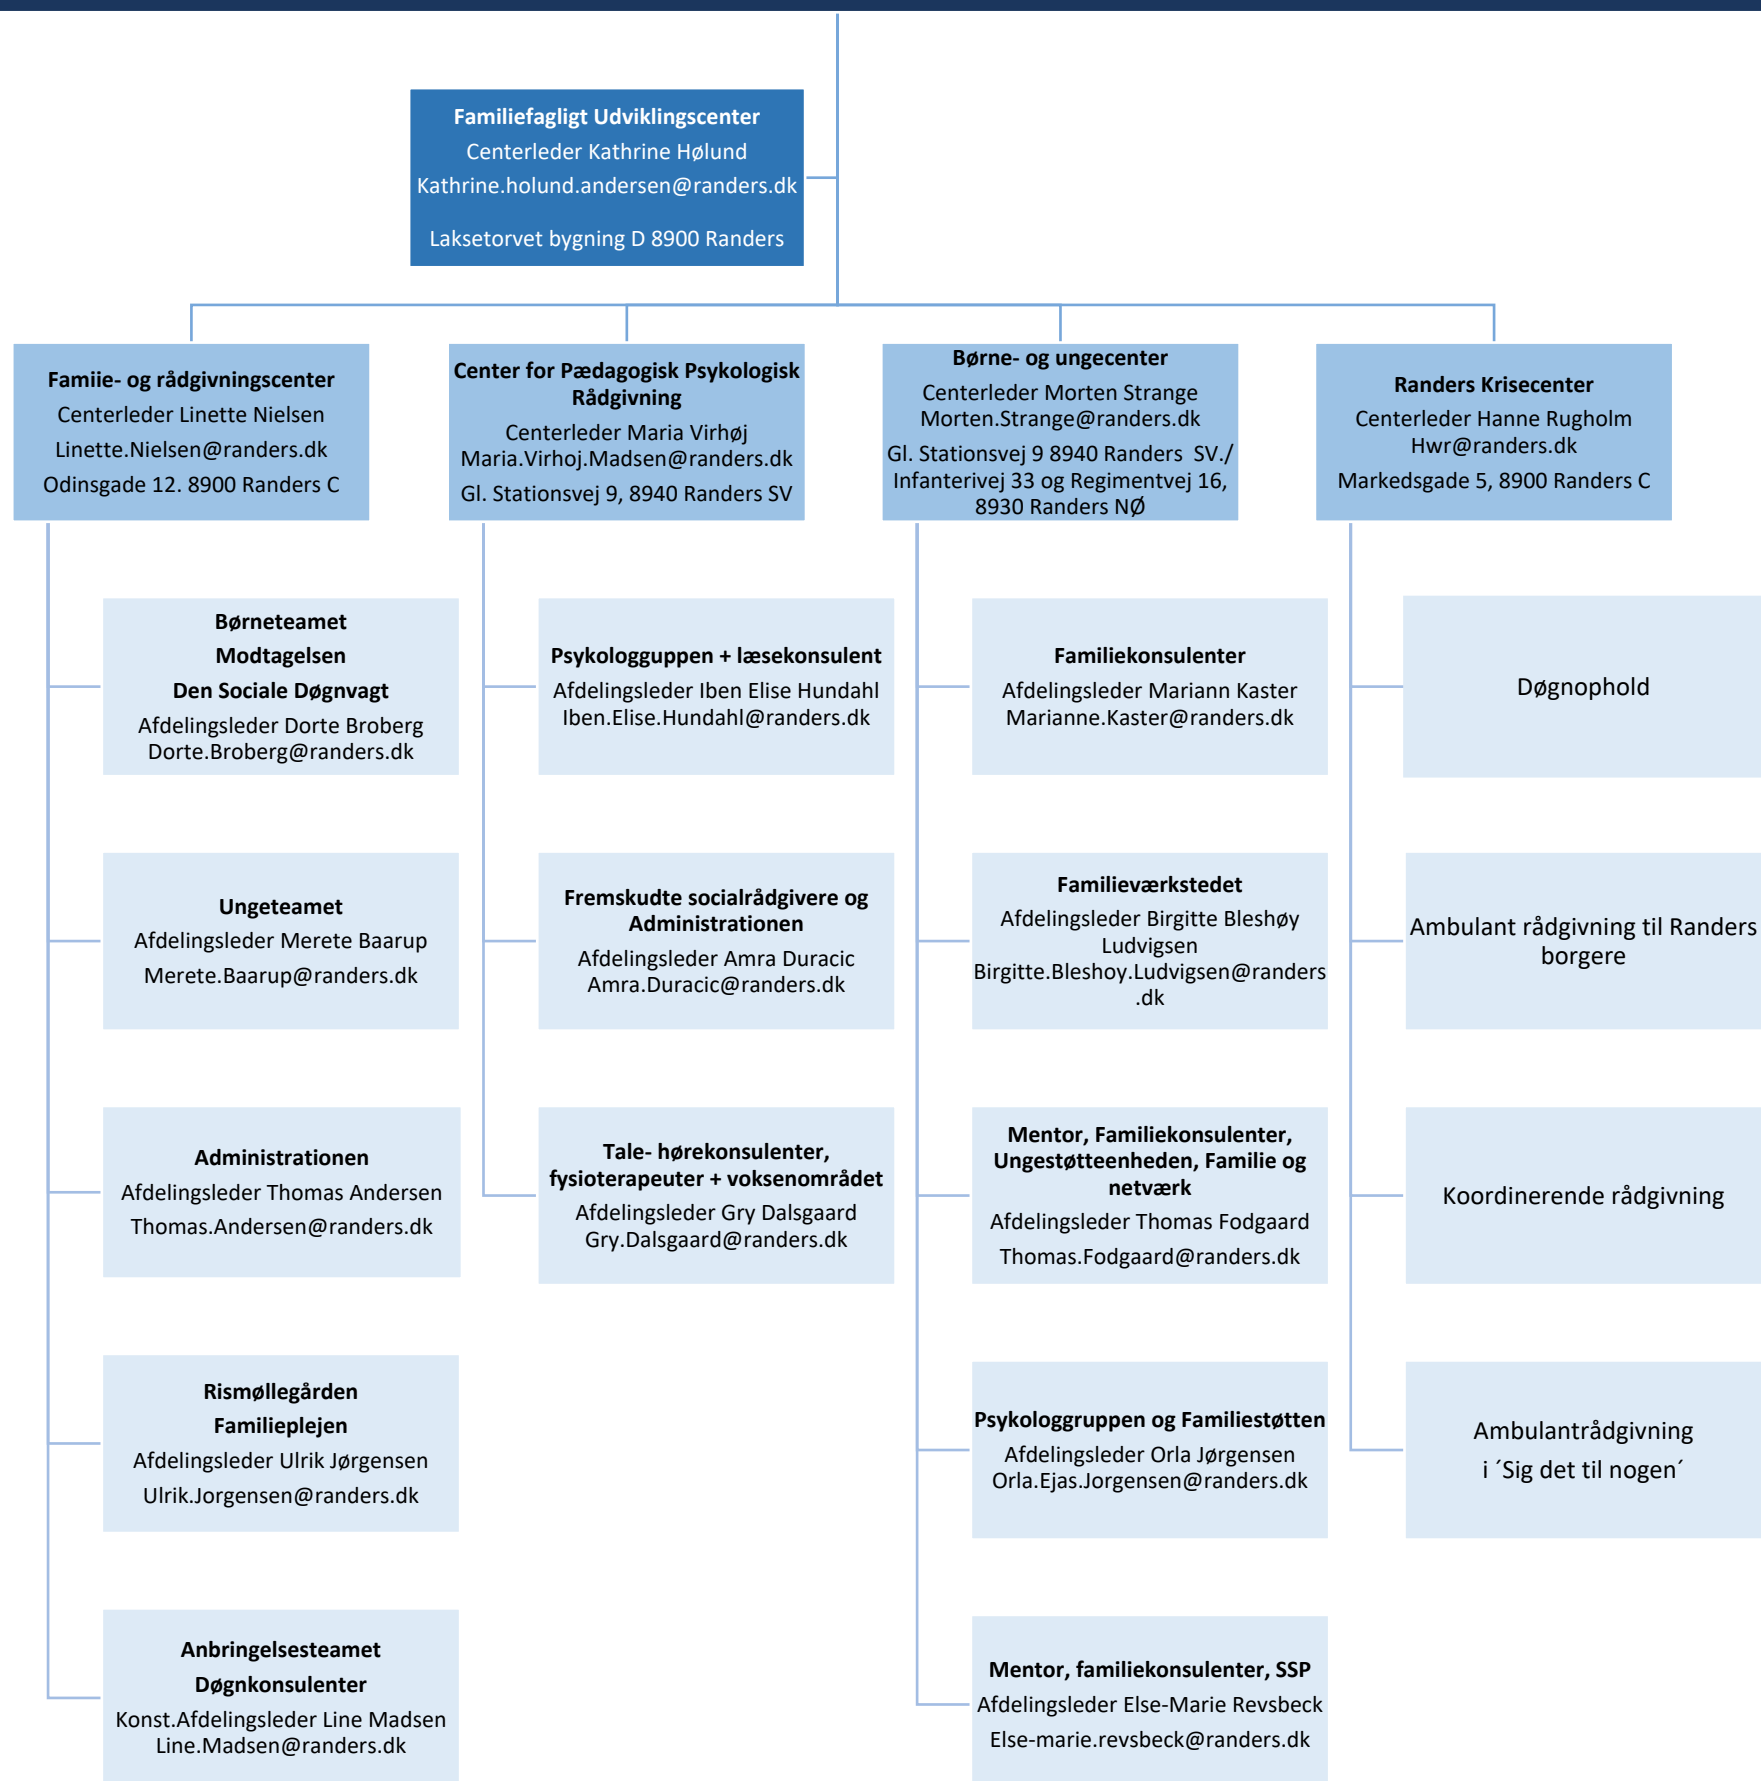 Familiefagligt Udviklingscenter
Centerleder Kathrine Hølund
Kathrine.holund.andersen@randers.dk
Laksetorvet bygning D 8900 Randers
Famiie- og rådgivningscenter
Centerleder Linette Nielsen
Linette.Nielsen@randers.dk
Odinsgade 12. 8900 Randers C
Børneteamet
Modtagelsen
Den Sociale Døgnvagt
Afdelingsleder Dorte Broberg
Dorte.Broberg@randers.dk
Ungeteamet
Afdelingsleder Merete Baarup
Merete.Baarup@randers.dk
Administrationen
Afdelingsleder Thomas Andersen
Thomas.Andersen@randers.dk
Rismøllegården
Familieplejen
Afdelingsleder Ulrik Jørgensen
Ulrik.Jorgensen@randers.dk
Anbringelsesteamet
Døgnkonsulenter
Konst.Afdelingsleder Line Madsen
Line.Madsen@randers.dk
Center for Pædagogisk Psykologisk
Rådgivning
Centerleder Maria Virhøj
Maria.Virhoj.Madsen@randers.dk
Gl. Stationsvej 9, 8940 Randers SV
Psykologguppen + læsekonsulent
Afdelingsleder Iben Elise Hundahl
Iben.Elise.Hundahl@randers.dk
Fremskudte socialrådgivere og
Administrationen
Afdelingsleder Amra Duracic
Amra.Duracic@randers.dk
Tale- hørekonsulenter,
fysioterapeuter + voksenområdet
Afdelingsleder Gry Dalsgaard
Gry.Dalsgaard@randers.dk
Børne- og ungecenter
Centerleder Morten Strange
Morten.Strange@randers.dk
Gl. Stationsvej 9 8940 Randers SV./
Infanterivej 33 og Regimentvej 16,
8930 Randers NØ
Familiekonsulenter
Afdelingsleder Mariann Kaster
Marianne.Kaster@randers.dk
Familieværkstedet
Afdelingsleder Birgitte Bleshøy
Ludvigsen
Birgitte.Bleshoy.Ludvigsen@randers
.dk
Mentor, Familiekonsulenter,
Ungestøtteenheden, Familie og
netværk
Afdelingsleder Thomas Fodgaard
Thomas.Fodgaard@randers.dk
Psykologgruppen og Familiestøtten
Afdelingsleder Orla Jørgensen
Orla.Ejas.Jorgensen@randers.dk
Mentor, familiekonsulenter, SSP
Afdelingsleder Else-Marie Revsbeck
Else-marie.revsbeck@randers.dk
Randers Krisecenter
Centerleder Hanne Rugholm
Hwr@randers.dk
Markedsgade 5, 8900 Randers C
Døgnophold
Ambulant rådgivning til Randers
borgere
Koordinerende rådgivning
Ambulantrådgivning
i ´Sig det til nogen´